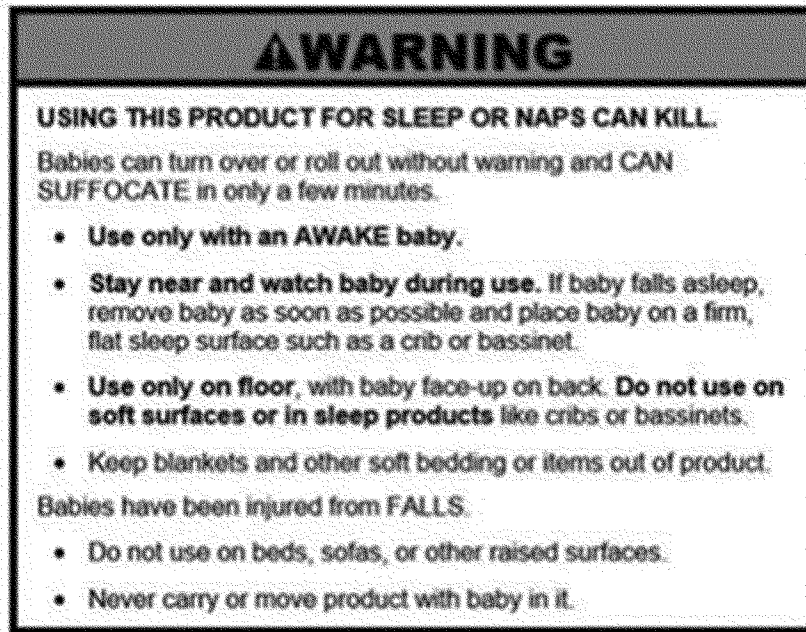 ⚠WARNING
USING THIS PRODUCT FOR SLEEP OR NAPS CAN KILL.
Babies can turn over or roll out without warning and CAN
SUFFOCATE in only a few minutes.
• Use only with an AWAKE baby.
• Stay near and watch baby during use. If baby falls asleep,
remove baby as soon as possible and place baby on a firm,
flat sleep surface such as a crib or bassinet.
• Use only on floor, with baby face-up on back. Do not use on
soft surfaces or in sleep products like cribs or bassinets.
• Keep blankets and other soft bedding or items out of product.
Babies have been injured from FALLS.
• Do not use on beds, sofas, or other raised surfaces.
• Never carry or move product with baby in it.